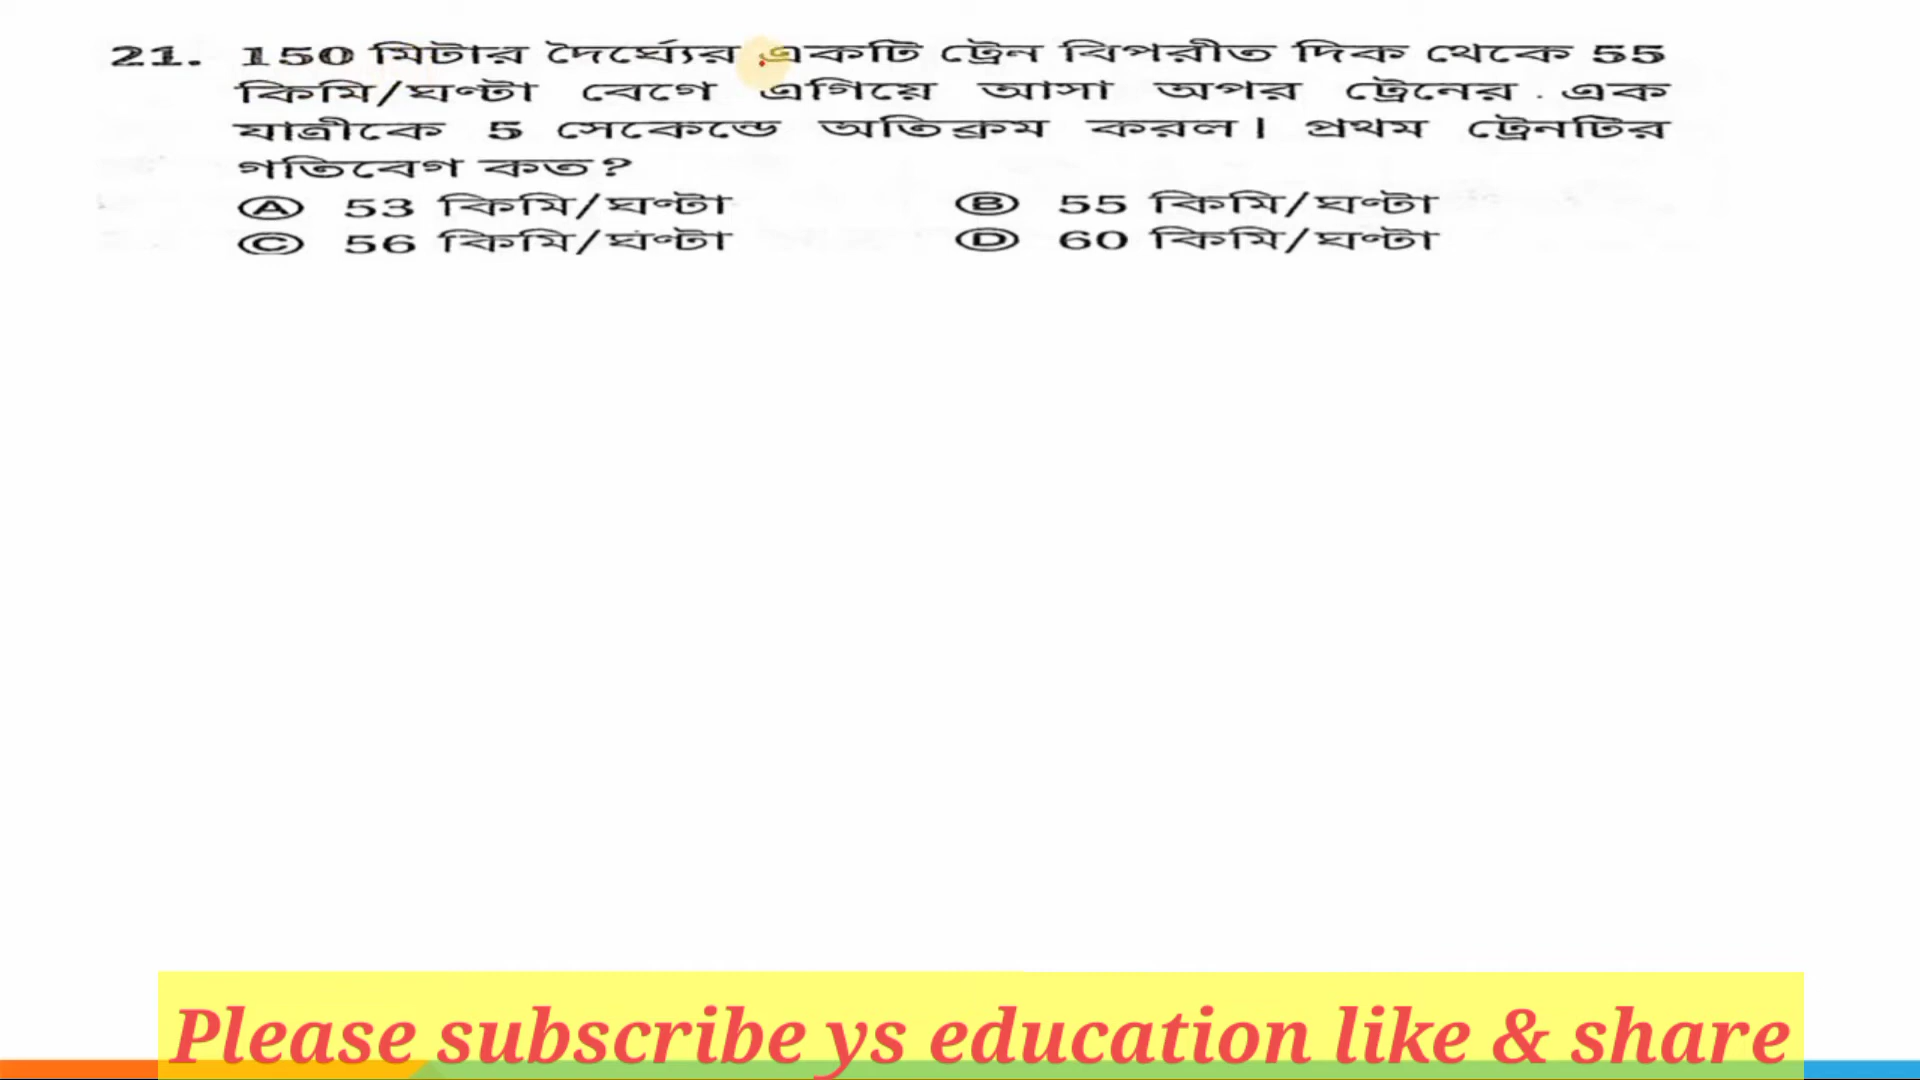 21. 150 মিটার দৈর্ঘ্যের একটি ট্রেন বিপরীত দিক থেকে 55
কিমি/ঘণ্টা বেগে এগিয়ে আসা অপর ট্রেনের এক
যাত্রীকে 5 সেকেন্ডে অতিক্রম করল। প্রথম ট্রেনটির
গতিবেগ কত?
Ⓐ 53 কিমি/ঘণ্টা Ⓑ 55 কিমি/ঘণ্টা
Ⓒ 56 কিমি/ঘণ্টা Ⓓ 60 কিমি/ঘণ্টা
Please subscribe ys education like & share